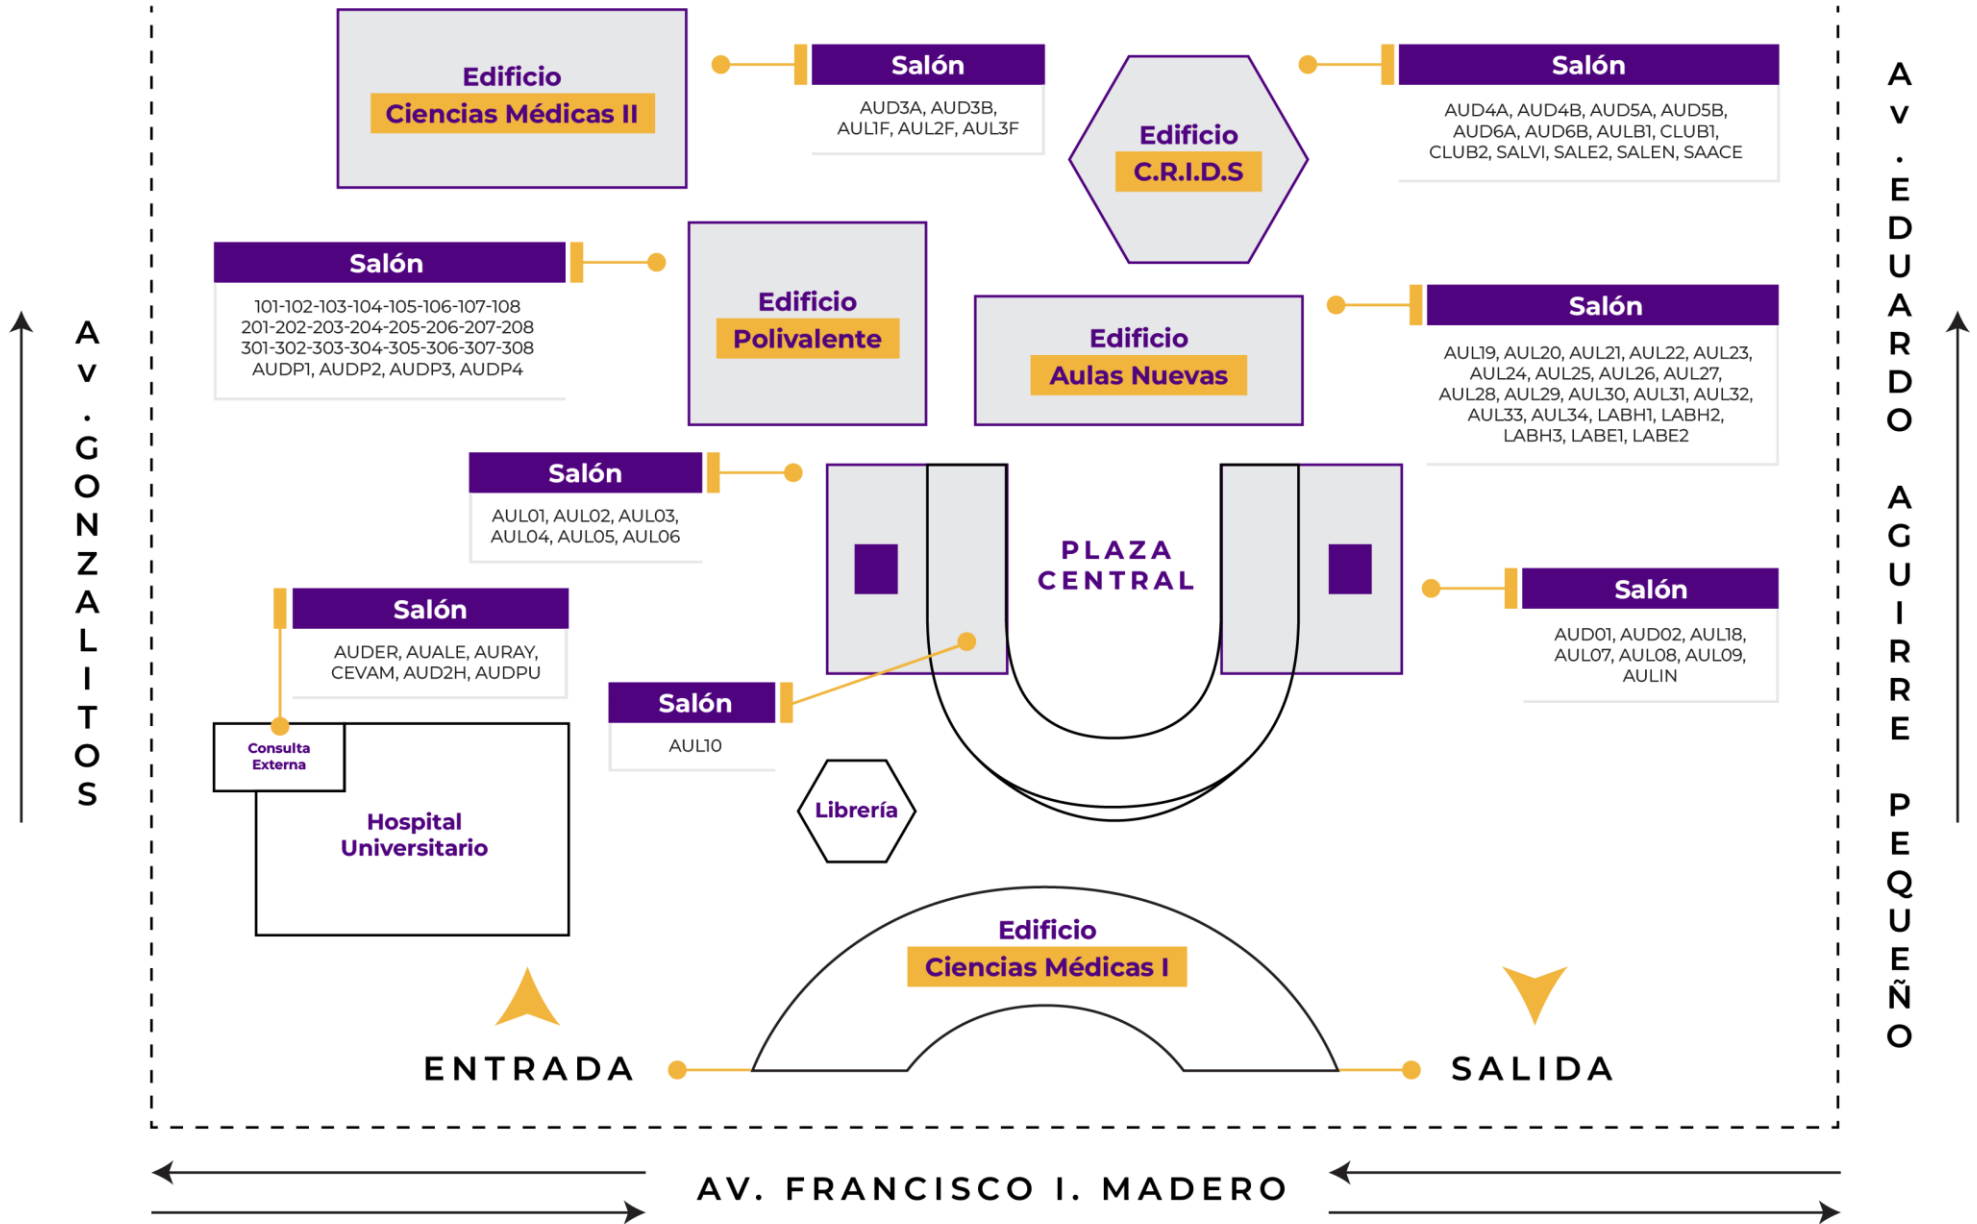 Edificio
Ciencias Médicas II
Salón
AUD3A, AUD3B,
AUL1F, AUL2F, AUL3F
Edificio
C.R.I.D.S
Salón
AUD4A, AUD4B, AUD5A, AUD5B,
AUD6A, AUD6B, AULB1, CLUB1,
CLUB2, SALVI, SALE2, SALEN, SAACE
Salón
101-102-103-104-105-106-107-108
201-202-203-204-205-206-207-208
301-302-303-304-305-306-307-308
AUDP1, AUDP2, AUDP3, AUDP4
Edificio
Polivalente
Edificio
Aulas Nuevas
Salón
AUL19, AUL20, AUL21, AUL22, AUL23,
AUL24, AUL25, AUL26, AUL27,
AUL28, AUL29, AUL30, AUL31, AUL32,
AUL33, AUL34, LABH1, LABH2,
LABH3, LABE1, LABE2
Salón
AUL01, AUL02, AUL03,
AUL04, AUL05, AUL06
PLAZA
CENTRAL
Salón
AUD01, AUD02, AUL18,
AUL07, AUL08, AUL09,
AULIN
Salón
AUDER, AUALE, AURAY,
CEVAM, AUD2H, AUDPU
Salón
AUL10
Consulta
Externa
Hospital
Universitario
Librería
Edificio
Ciencias Médicas I
ENTRADA
SALIDA
Av. GONZALITOS
Av. EDUARDO AGUIRRE PEQUEÑO
AV. FRANCISCO I. MADERO